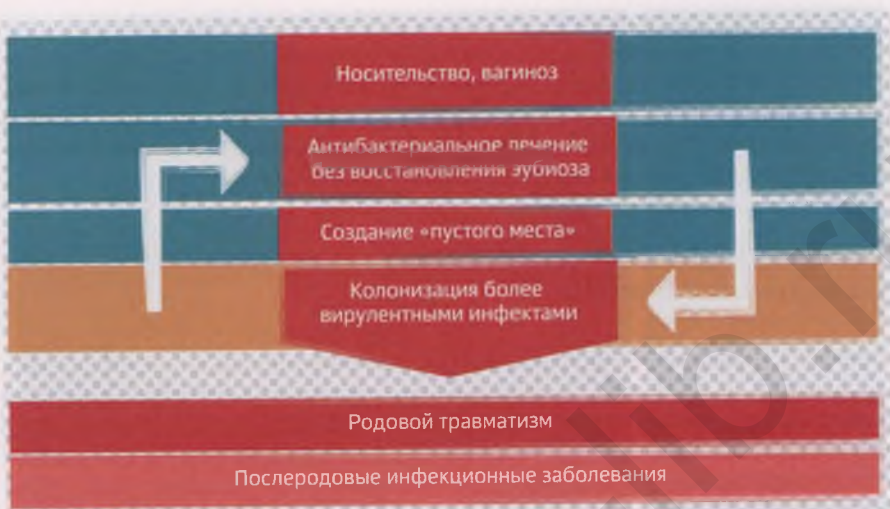 Носительство, вагиноз
Антибактериальное лечение
без восстановления эубиоза
Создание «пустого места»
Колонизация более
вирулентными инфектами
Родовой травматизм
Послеродовые инфекционные заболевания